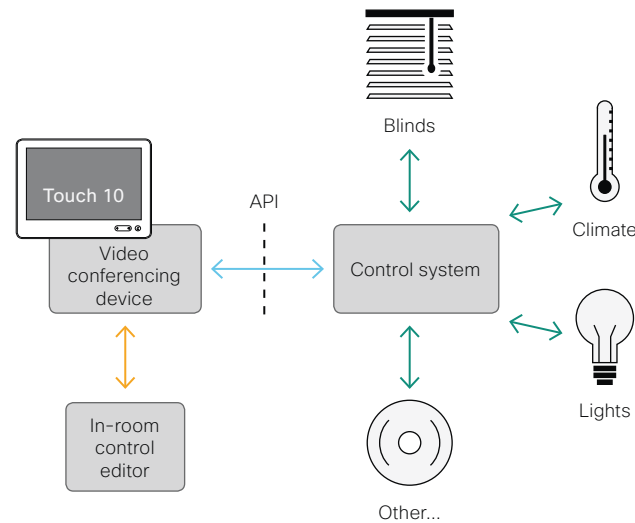 Blinds
Touch 10
API
Climate
Video
conferencing
device
Control system
In-room
control
editor
Lights
Other...